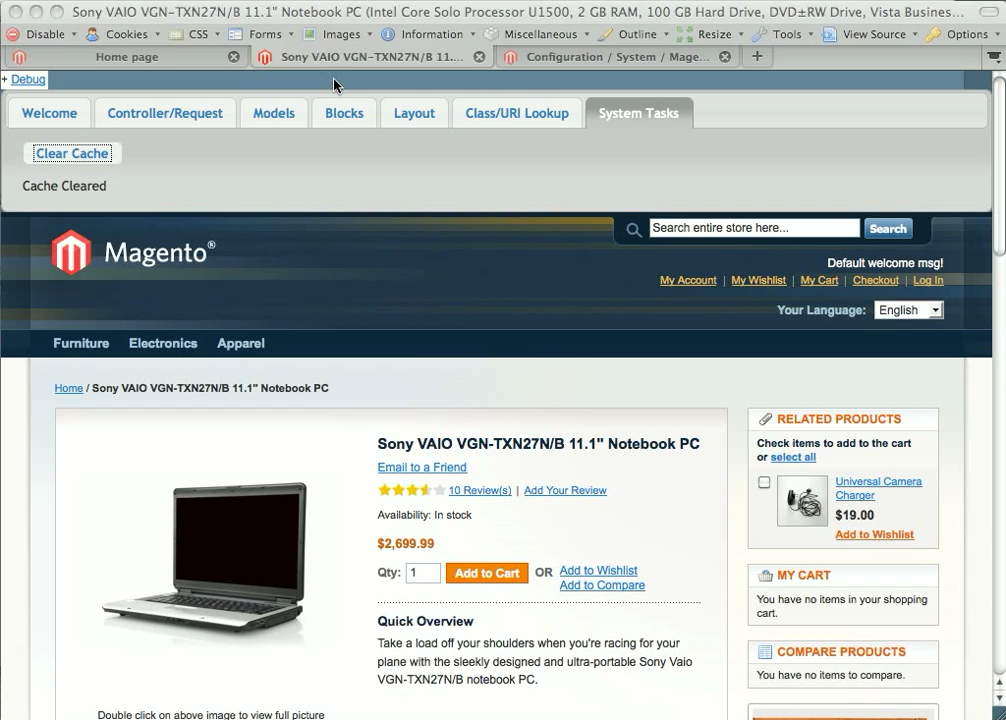 Sony VAIO VGN-TXN27N/B 11.1" Notebook PC (Intel Core Solo Processor U1500, 2 GB RAM, 100 GB Hard Drive, DVD±RW Drive, Vista Busines...
Disable Cookies CSS Forms Images Information Miscellaneous Outline Resize Tools View Source Options
Home page Sony VAIO VGN-TXN27N/B 11.... Configuration / System / Mage... +
+ Debug
Welcome Controller/Request Models Blocks Layout Class/URI Lookup System Tasks
Clear Cache
Cache Cleared
Search entire store here... Search
Magento®
Default welcome msg!
My Account | My Wishlist | My Cart | Checkout | Log In
Your Language: English
Furniture Electronics Apparel
Home / Sony VAIO VGN-TXN27N/B 11.1" Notebook PC
Sony VAIO VGN-TXN27N/B 11.1" Notebook PC
Email to a Friend
10 Review(s) | Add Your Review
Availability: In stock
$2,699.99
Qty: 1 Add to Cart OR Add to Wishlist
Add to Compare
Quick Overview
Take a load off your shoulders when you're racing for your
plane with the sleekly designed and ultra-portable Sony Vaio
VGN-TXN27N/B notebook PC.
Double click on above image to view full picture
RELATED PRODUCTS
Check items to add to the cart
or select all
Universal Camera
Charger
$19.00
Add to Wishlist
MY CART
You have no items in your shopping
cart.
COMPARE PRODUCTS
You have no items to compare.